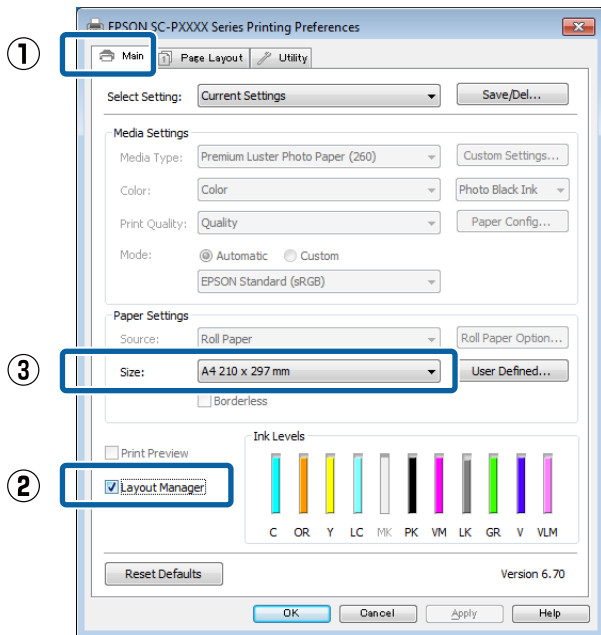 EPSON SC-PXXXX Series Printing Preferences
1
Main
Page Layout
Utility
Select Setting: Current Settings Save/Del...
Media Settings
Media Type: Premium Luster Photo Paper (260) Custom Settings...
Color: Color Photo Black Ink
Print Quality: Quality Paper Config...
Mode: Automatic Custom
EPSON Standard (sRGB)
Paper Settings
Source: Roll Paper Roll Paper Option...
3
Size: A4 210 x 297 mm User Defined...
Borderless
Print Preview
Ink Levels
2
Layout Manager
C OR Y LC MK PK VM LK GR V VLM
Reset Defaults Version 6.70
OK Cancel Apply Help